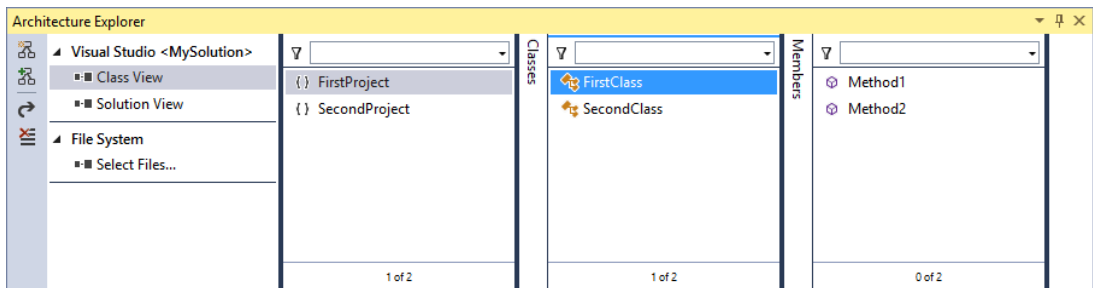 Architecture Explorer
Visual Studio <MySolution>
Class View
Solution View
File System
Select Files...
{ } FirstProject
{ } SecondProject
1 of 2
Classes
FirstClass
SecondClass
1 of 2
Members
Method1
Method2
0 of 2